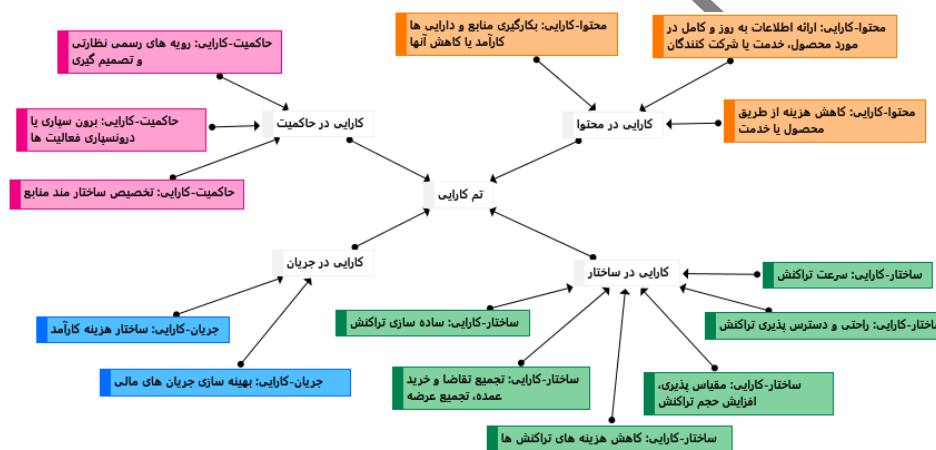 محتوا-کارایی: ارائه اطلاعات به روز و کامل در
مورد محصول، خدمت یا شرکت کنندگان
محتوا-کارایی: بکارگیری منابع و دارایی ها
کارآمد یا کاهش آنها
حاکمیت-کارایی: رویه های رسمی نظارتی
و تصمیم گیری
محتوا-کارایی: کاهش هزینه از طریق
محصول یا خدمت
کارایی در محتوا
کارایی در حاکمیت
حاکمیت-کارایی: برون سپاری یا
درونسپاری فعالیت ها
حاکمیت-کارایی: تخصیص ساختار مند منابع
تم کارایی
کارایی در ساختار
کارایی در جریان
ساختار-کارایی: سرعت تراکنش
ساختار-کارایی: راحتی و دسترس پذیری تراکنش
ساختار-کارایی: ساده سازی تراکنش
جریان-کارایی: ساختار هزینه کارآمد
ساختار-کارایی: مقیاس پذیری،
افزایش حجم تراکنش
ساختار-کارایی: تجمیع تقاضا و خرید
عمده، تجمیع عرضه
جریان-کارایی: بهینه سازی جریان های مالی
ساختار-کارایی: کاهش هزینه های تراکنش ها